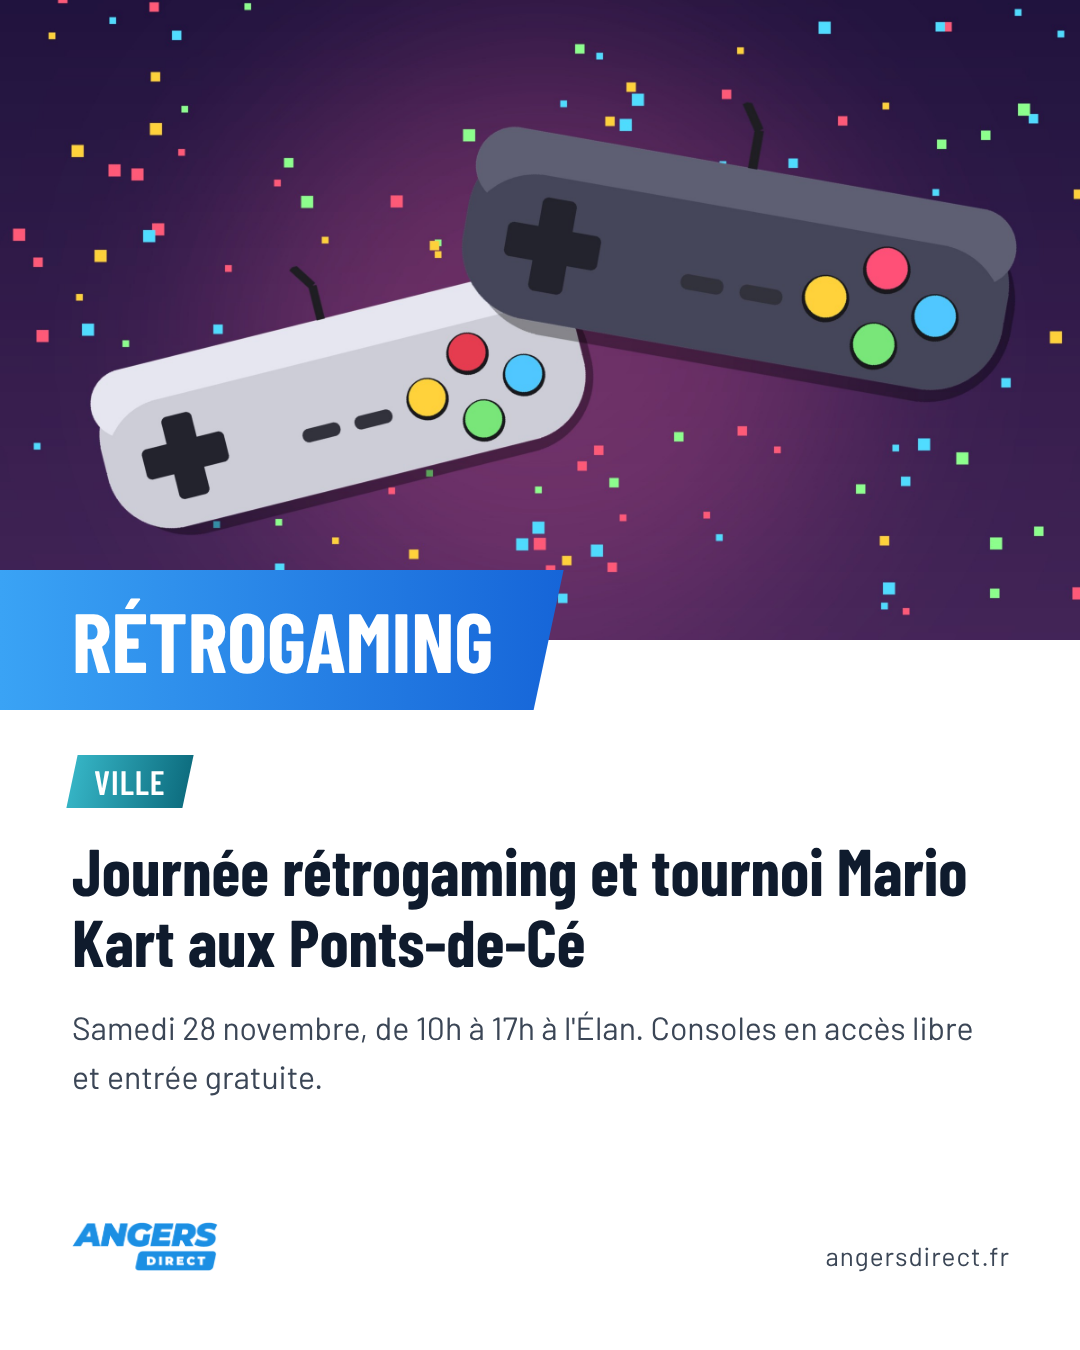 RÉTROGAMING
VILLE
Journée rétrogaming et tournoi Mario
Kart aux Ponts-de-Cé
Samedi 28 novembre, de 10h à 17h à l'Élan. Consoles en accès libre
et entrée gratuite.
ANGERS
DIRECT
angersdirect.fr